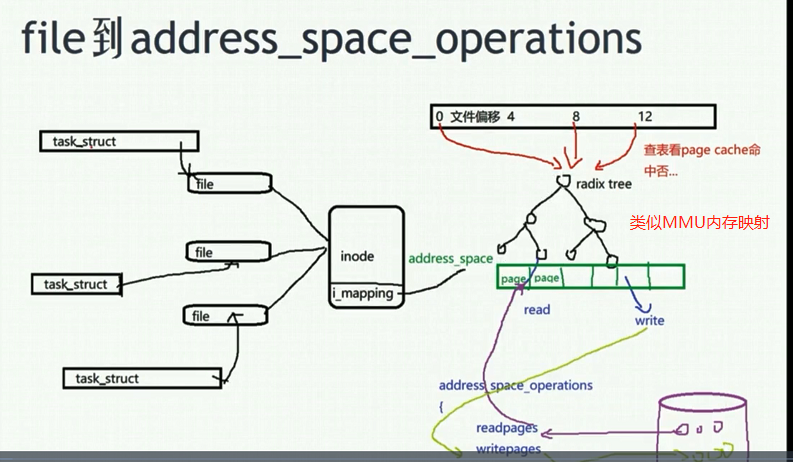 file到address_space_operations
0 文件偏移 4 8 12
task_struct
查表看page cache命
中否...
file
radix tree
类似MMU内存映射
inode
address_space
file
task_struct
i_mapping
page
page
read
file
write
task_struct
address_space_operations
{
readpages
writepages